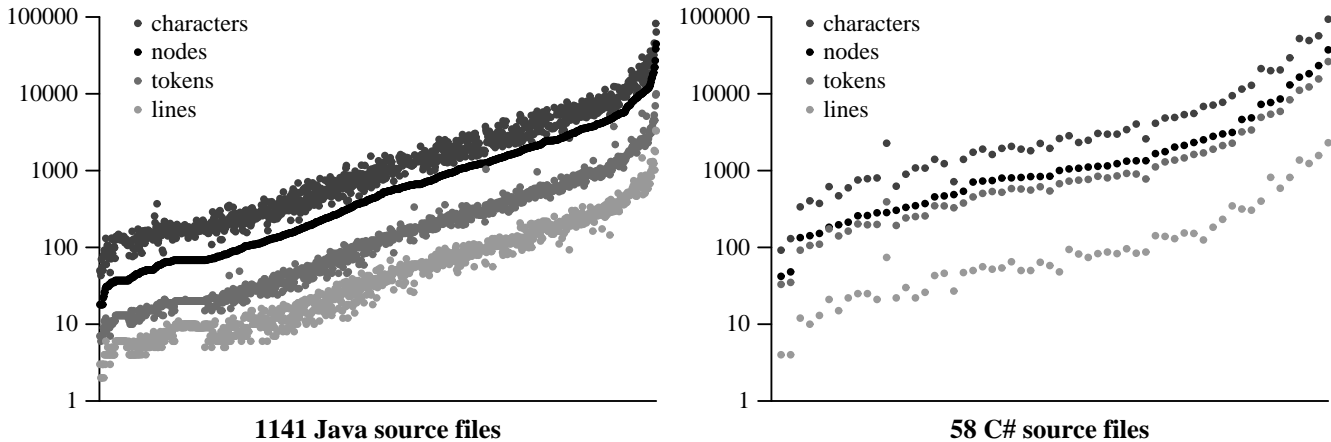 100000
10000
1000
100
10
1
characters
nodes
tokens
lines
1141 Java source files
100000
10000
1000
100
10
1
characters
nodes
tokens
lines
58 C# source files